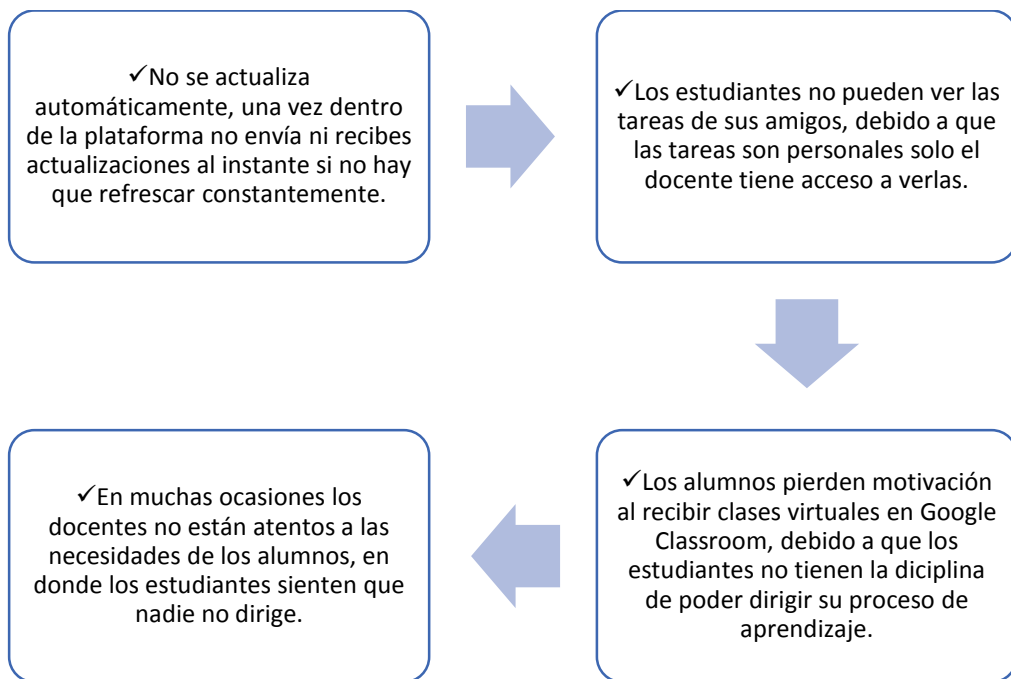 ✓No se actualiza
automáticamente, una vez dentro
de la plataforma no envía ni recibes
actualizaciones al instante si no hay
que refrescar constantemente.
✓Los estudiantes no pueden ver las
tareas de sus amigos, debido a que
las tareas son personales solo el
docente tiene acceso a verlas.
✓Los alumnos pierden motivación
al recibir clases virtuales en Google
Classroom, debido a que los
estudiantes no tienen la diciplina
de poder dirigir su proceso de
aprendizaje.
✓En muchas ocasiones los
docentes no están atentos a las
necesidades de los alumnos, en
donde los estudiantes sienten que
nadie no dirige.